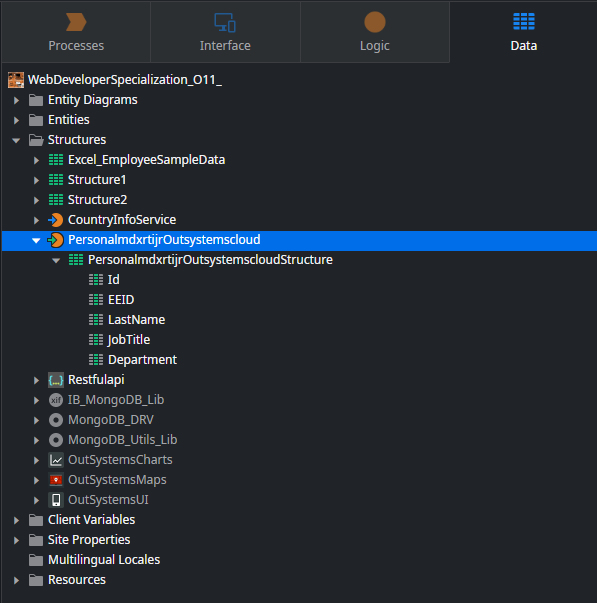 Processes Interface Logic Data
WebDeveloperSpecialization_O11_
Entity Diagrams
Entities
Structures
Excel_EmployeeSampleData
Structure1
Structure2
CountryInfoService
PersonalmdxrtijrOutsystemscloud
PersonalmdxrtijrOutsystemscloudStructure
Id
EEID
LastName
JobTitle
Department
{...} Restfulapi
xif IB_MongoDB_Lib
MongoDB_DRV
MongoDB_Utils_Lib
OutSystemsCharts
OutSystemsMaps
OutSystemsUI
Client Variables
Site Properties
Multilingual Locales
Resources